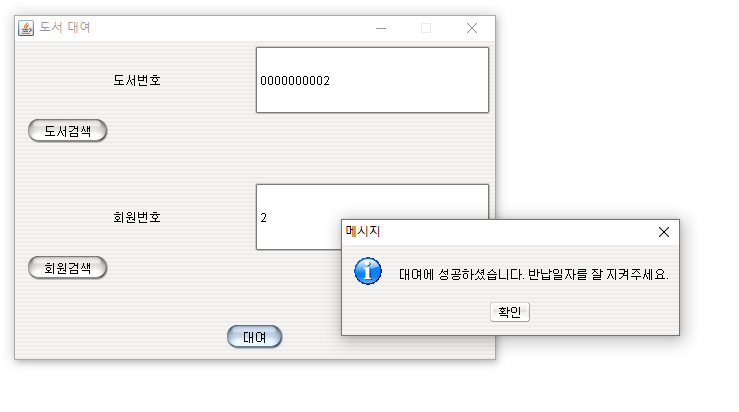 도서 대여
도서번호
0000000002
도서검색
회원번호
2
회원검색
대여
메시지
대여에 성공하셨습니다. 반납일자를 잘 지켜주세요.
확인